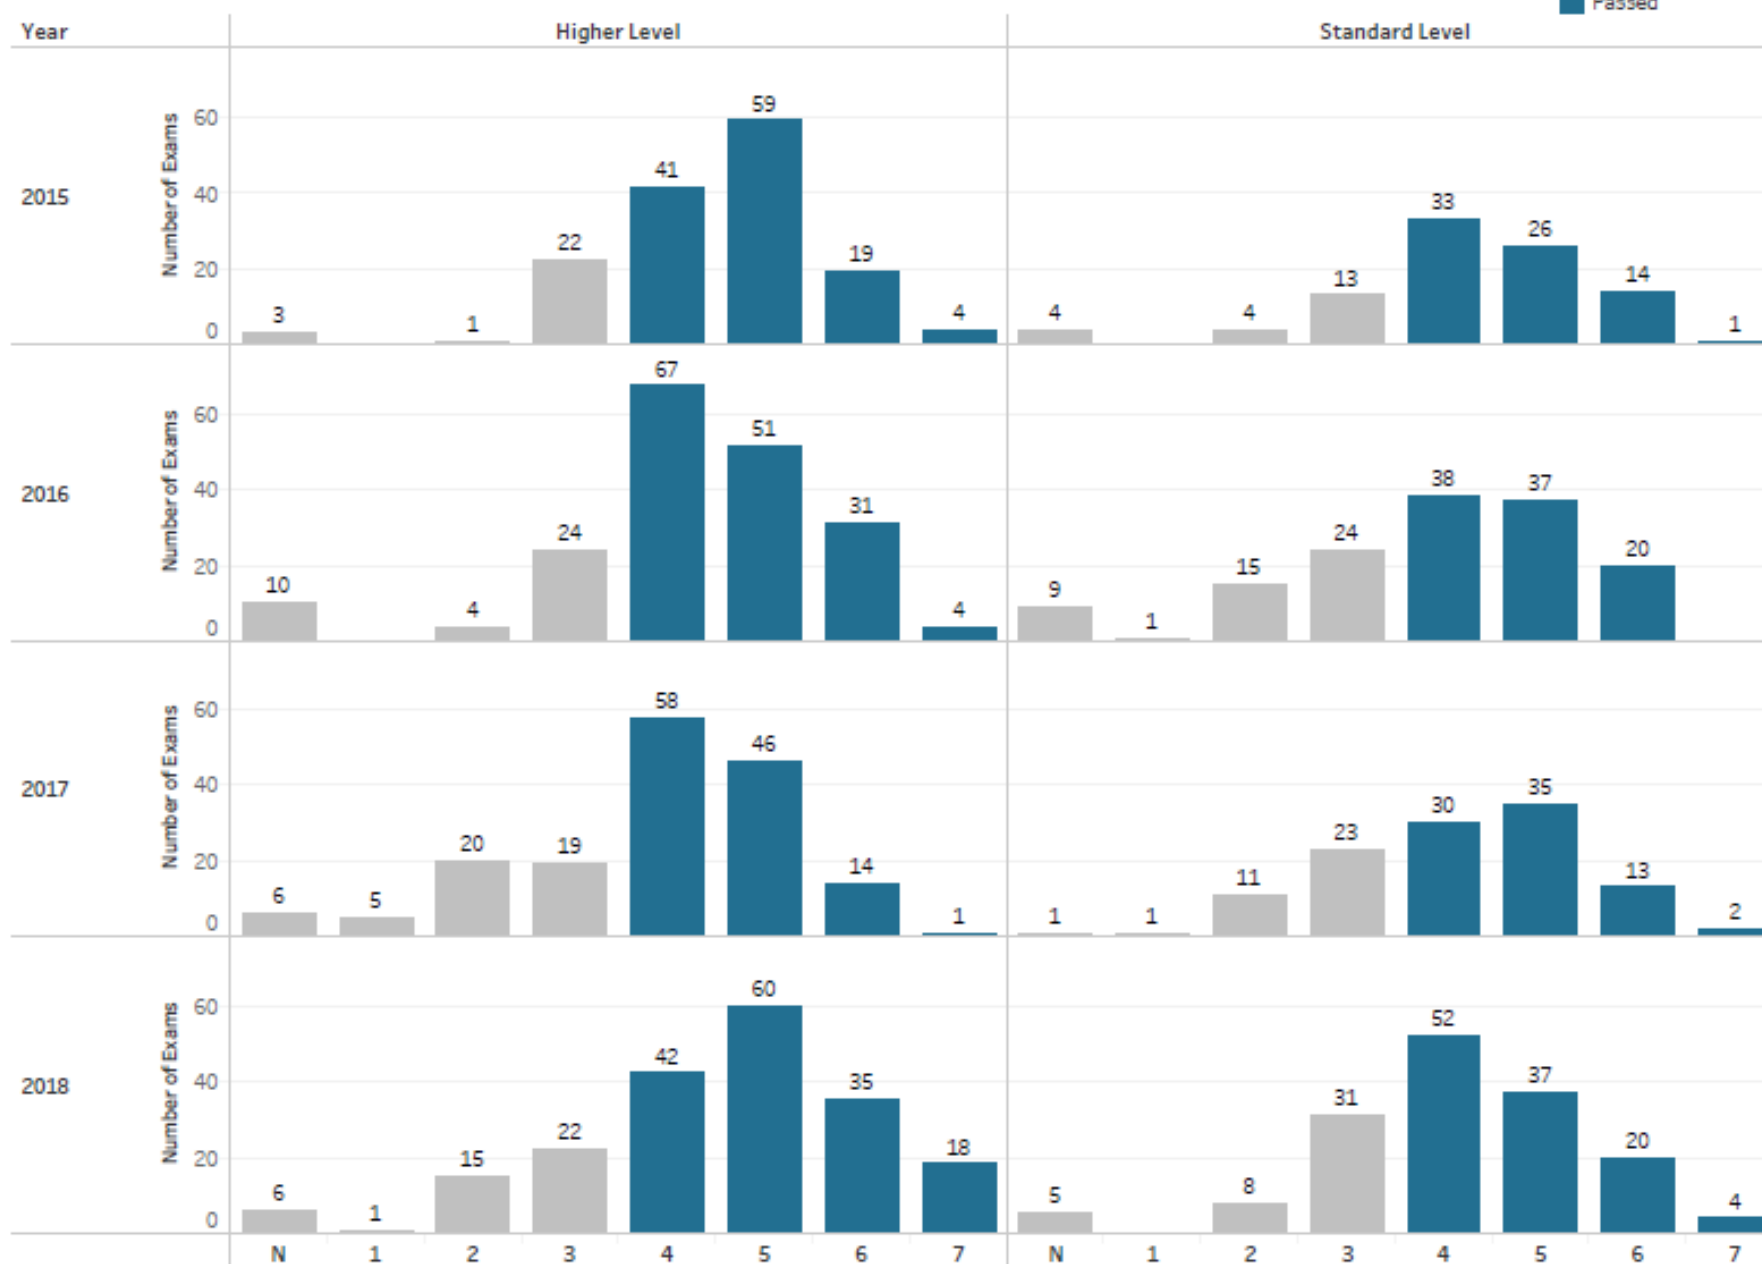 Passed
Year Higher Level Standard Level
2015
Number of Exams
60
40
20
0
3 1 22 41 59 19 4
4 4 13 33 26 14 1
2016
Number of Exams
60
40
20
0
10 4 24 67 51 31 4
9 1 15 24 38 37 20
2017
Number of Exams
60
40
20
0
6 5 20 19 58 46 14 1
1 1 11 23 30 35 13 2
2018
Number of Exams
60
40
20
0
6 1 15 22 42 60 35 18
5 8 31 52 37 20 4
N 1 2 3 4 5 6 7 N 1 2 3 4 5 6 7